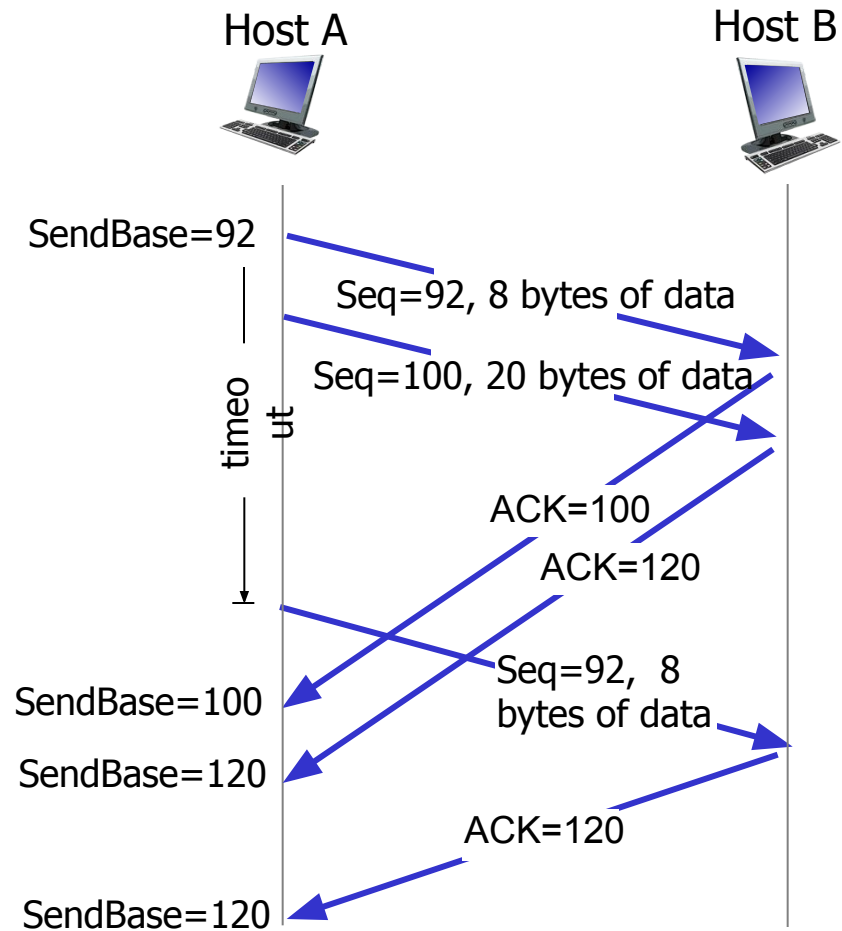 Host A
Host B
SendBase=92
Seq=92, 8 bytes of data
Seq=100, 20 bytes of data
timeo
ut
ACK=100
ACK=120
Seq=92, 8
bytes of data
SendBase=100
SendBase=120
ACK=120
SendBase=120